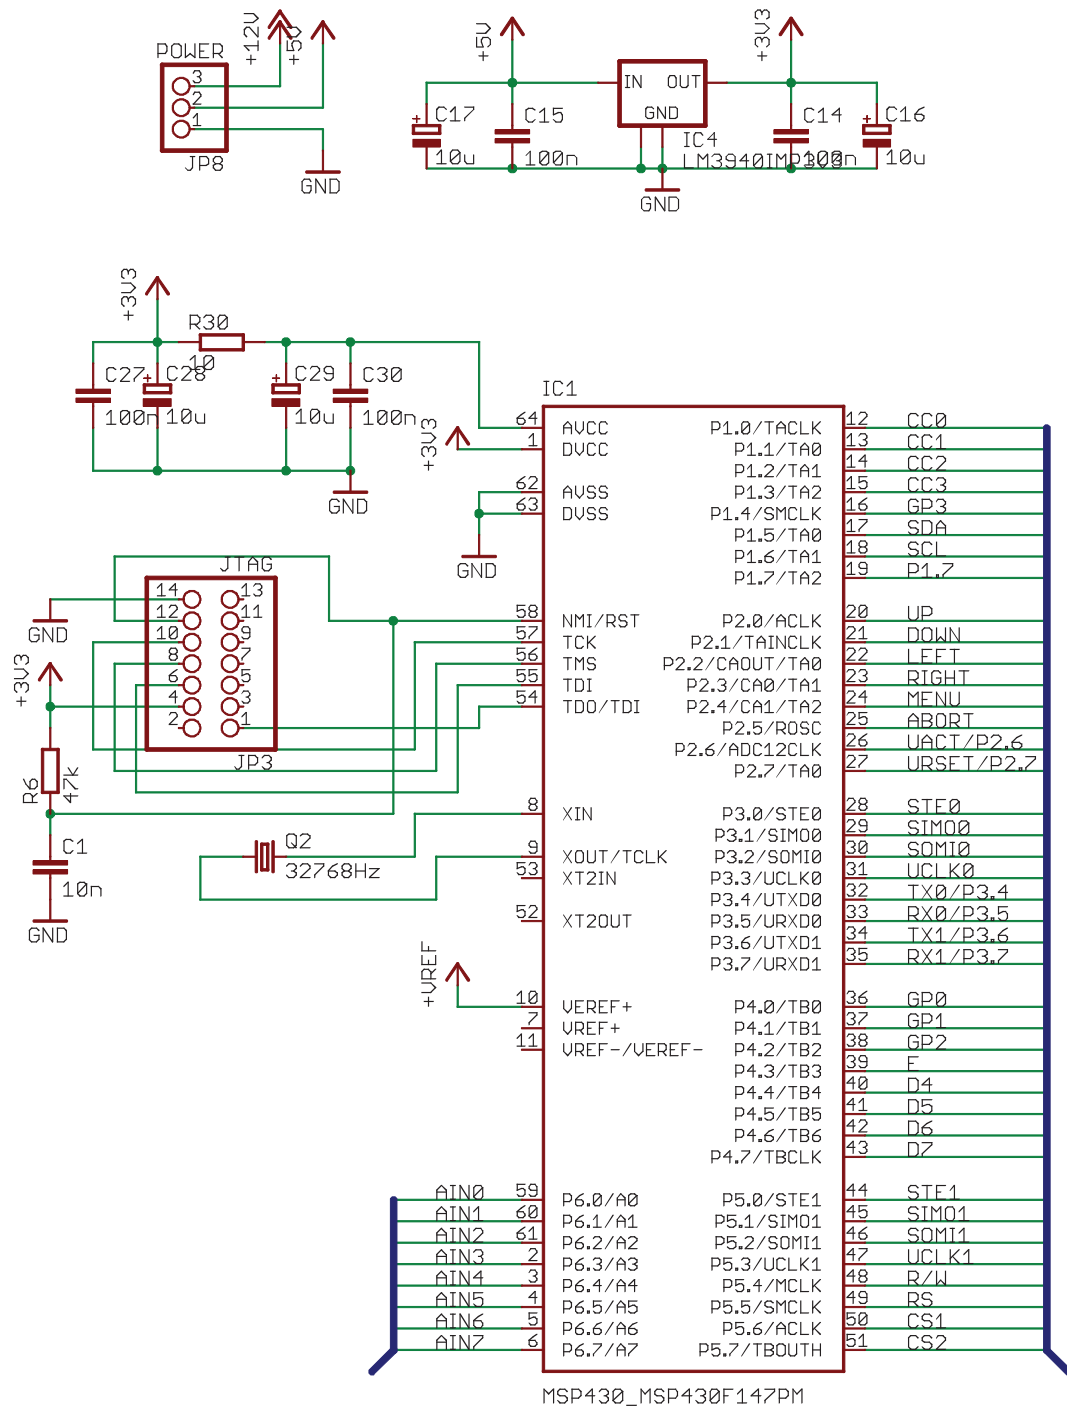 +12V
+5V
POWER
3
2
1
JP8
GND
+5V
+3V3
IN OUT
GND
IC4
LM3940IMP3V3
C17
10u
C15
100n
C14
100n
C16
10u
GND
+3V3
R30
10
C27
100n
C28
10u
C29
10u
C30
100n
GND
+3V3
GND
IC1
64 AVCC
1 DVCC
62 AVSS
63 DVSS
58 NMI/RST
57 TCK
56 TMS
55 TDI
54 TDO/TDI
8 XIN
9 XOUT/TCLK
53 XT2IN
52 XT2OUT
10 VEREF+
7 VREF+
11 VREF-/VEREF-
AIN0 59 P6.0/A0
AIN1 60 P6.1/A1
AIN2 61 P6.2/A2
AIN3 2 P6.3/A3
AIN4 3 P6.4/A4
AIN5 4 P6.5/A5
AIN6 5 P6.6/A6
AIN7 6 P6.7/A7
P1.0/TACLK 12 CC0
P1.1/TA0 13 CC1
P1.2/TA1 14 CC2
P1.3/TA2 15 CC3
P1.4/SMCLK 16 GP3
P1.5/TA0 17 SDA
P1.6/TA1 18 SCL
P1.7/TA2 19 P1.7
P2.0/ACLK 20 UP
P2.1/TAINCLK 21 DOWN
P2.2/CAOUT/TA0 22 LEFT
P2.3/CA0/TA1 23 RIGHT
P2.4/CA1/TA2 24 MENU
P2.5/ROSC 25 ABORT
P2.6/ADC12CLK 26 UACT/P2.6
P2.7/TA0 27 URSET/P2.7
P3.0/STE0 28 STE0
P3.1/SIMO0 29 SIMO0
P3.2/SOMI0 30 SOMI0
P3.3/UCLK0 31 UCLK0
P3.4/UTXD0 32 TX0/P3.4
P3.5/URXD0 33 RX0/P3.5
P3.6/UTXD1 34 TX1/P3.6
P3.7/URXD1 35 RX1/P3.7
P4.0/TB0 36 GP0
P4.1/TB1 37 GP1
P4.2/TB2 38 GP2
P4.3/TB3 39 E
P4.4/TB4 40 D4
P4.5/TB5 41 D5
P4.6/TB6 42 D6
P4.7/TBCLK 43 D7
P5.0/STE1 44 STE1
P5.1/SIMO1 45 SIMO1
P5.2/SOMI1 46 SOMI1
P5.3/UCLK1 47 UCLK1
P5.4/MCLK 48 R/W
P5.5/SMCLK 49 RS
P5.6/ACLK 50 CS1
P5.7/TBOUTH 51 CS2
MSP430_MSP430F147PM
JTAG
14 13
12 11
10 9
8 7
6 5
4 3
2 1
JP3
GND
+3V3
R6
47k
C1
10n
GND
Q2
32768Hz
+VREF